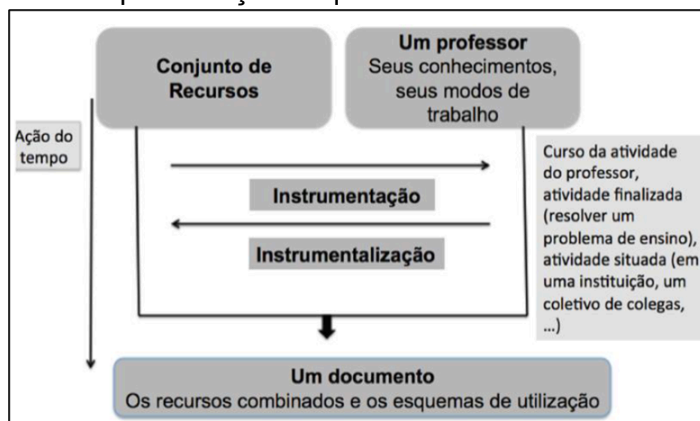 Conjunto de
Recursos
Um professor
Seus conhecimentos,
seus modos de
trabalho
Ação do
tempo
Instrumentação
Instrumentalização
Curso da atividade
do professor,
atividade finalizada
(resolver um
problema de ensino),
atividade situada (em
uma instituição, um
coletivo de colegas,
...)
Um documento
Os recursos combinados e os esquemas de utilização